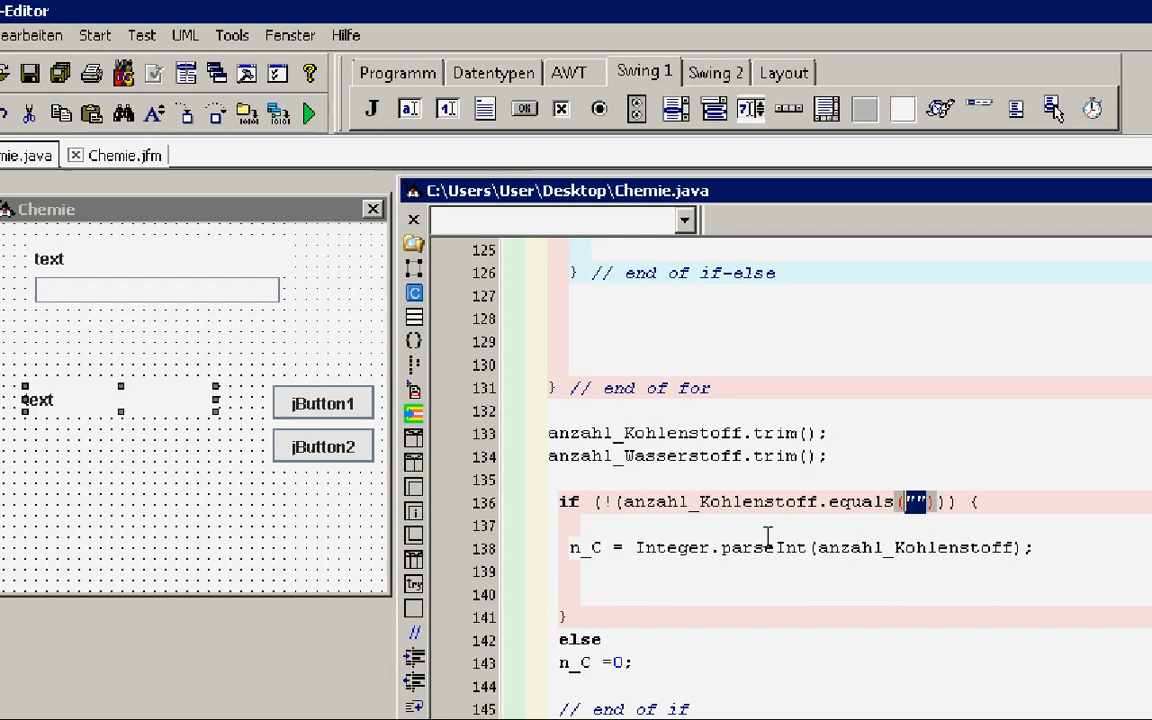 -Editor
earbeiten Start Test UML Tools Fenster Hilfe
Programm Datentypen AWT Swing 1 Swing 2 Layout
mie.java Chemie.jfm
C:\Users\User\Desktop\Chemie.java
Chemie
text
text
jButton1
jButton2
125
126 } // end of if-else
127
128
129
130
131 } // end of for
132
133 anzahl_Kohlenstoff.trim();
134 anzahl_Wasserstoff.trim();
135
136 if (!(anzahl_Kohlenstoff.equals(""))) {
137
138 n_C = Integer.parseInt(anzahl_Kohlenstoff);
139
140
141 }
142 else
143 n_C =0;
144
145 // end of if